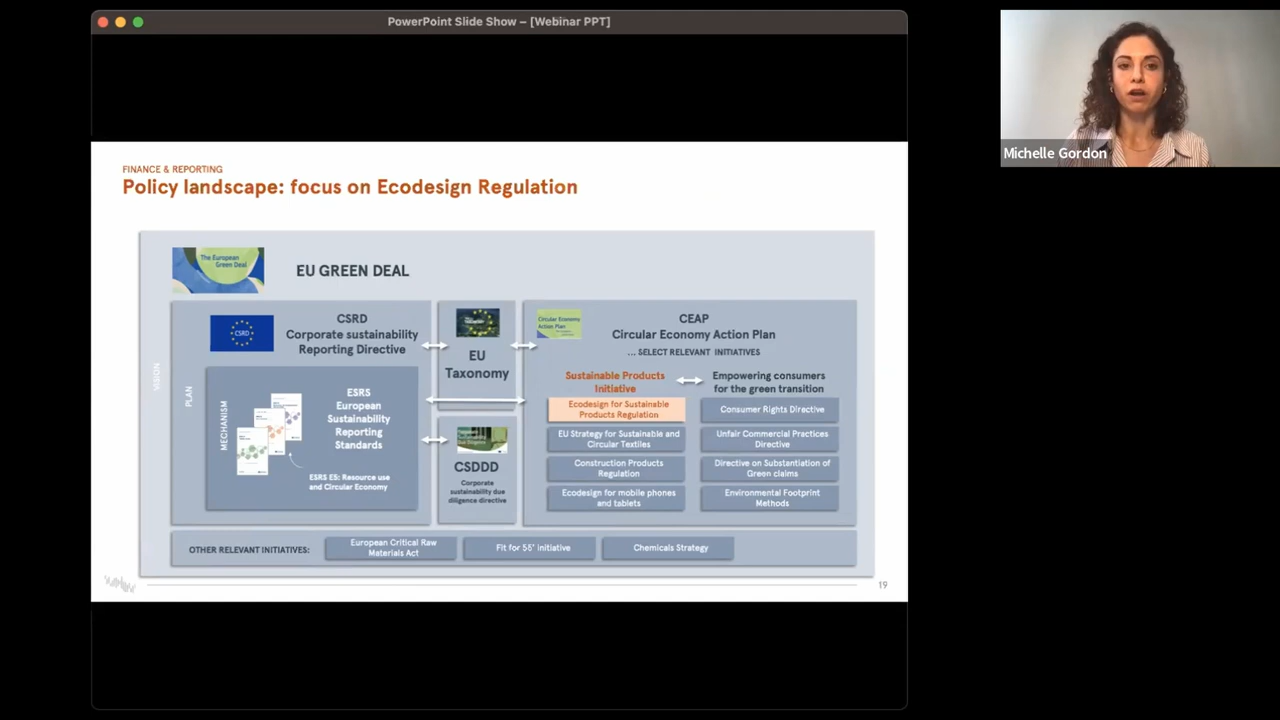 PowerPoint Slide Show – [Webinar PPT]
Michelle Gordon
FINANCE & REPORTING
Policy landscape: focus on Ecodesign Regulation
The European
Green Deal
EU GREEN DEAL
VISION
PLAN
CSRD
CSRD
Corporate sustainability
Reporting Directive
MECHANISM
ESRS
European
Sustainability
Reporting
Standards
ESRS E5: Resource use
and Circular Economy
EU
Taxonomy
CSDDD
Corporate
sustainability due
diligence directive
Circular Economy
Action Plan
CEAP
Circular Economy Action Plan
... SELECT RELEVANT INITIATIVES
Sustainable Products
Initiative
Ecodesign for Sustainable
Products Regulation
EU Strategy for Sustainable and
Circular Textiles
Construction Products
Regulation
Ecodesign for mobile phones
and tablets
Empowering consumers
for the green transition
Consumer Rights Directive
Unfair Commercial Practices
Directive
Directive on Substantiation of
Green claims
Environmental Footprint
Methods
OTHER RELEVANT INITIATIVES:
European Critical Raw
Materials Act
Fit for 55' initiative
Chemicals Strategy
19